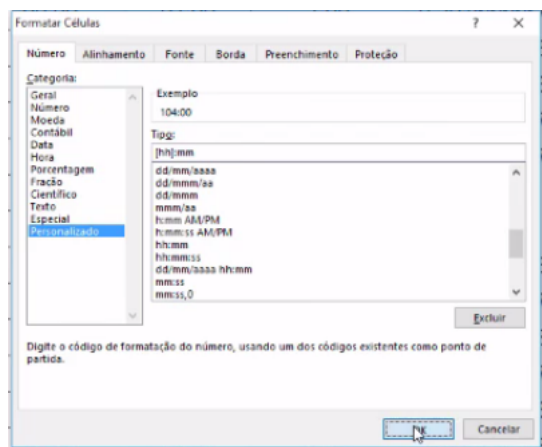 Formatar Células
? ×
Número Alinhamento Fonte Borda Preenchimento Proteção
Categoria:
Geral
Número
Moeda
Contábil
Data
Hora
Porcentagem
Fração
Científico
Texto
Especial
Personalizado
Exemplo
104:00
Tipo:
[hh]:mm
dd/mm/aaaa
dd/mmm/aa
dd/mmm
mmm/aa
h:mm AM/PM
h:mm:ss AM/PM
hh:mm
hh:mm:ss
dd/mm/aaaa hh:mm
mm:ss
mm:ss,0
Excluir
Digite o código de formatação do número, usando um dos códigos existentes como ponto de
partida.
OK Cancelar